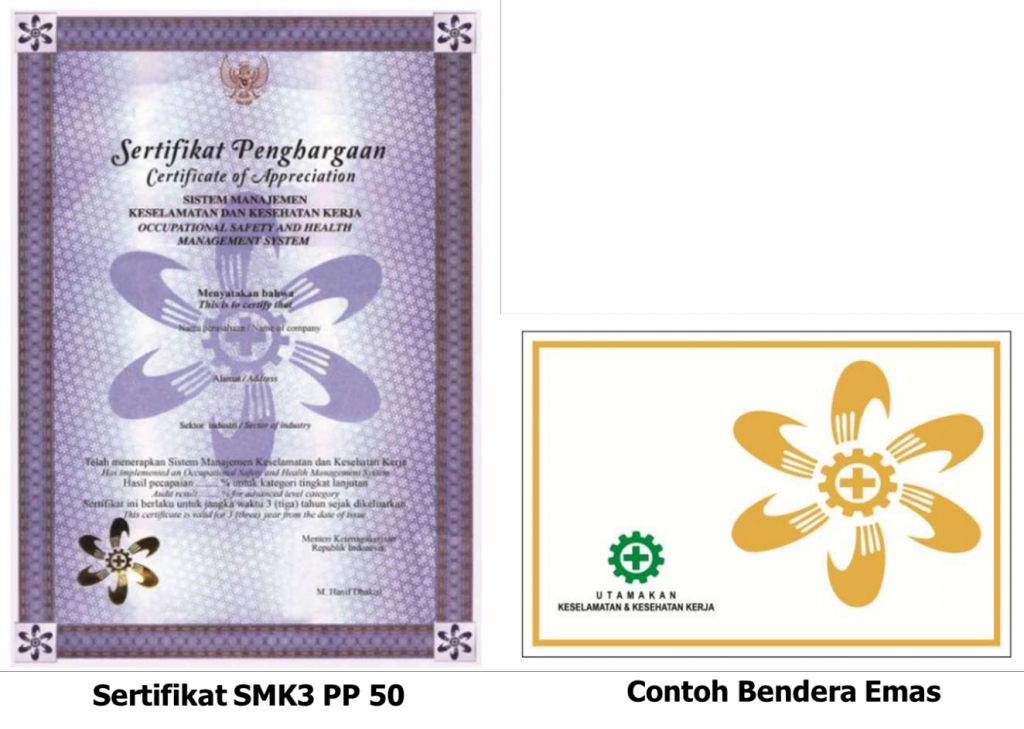 Sertifikat Penghargaan
Certificate of Appreciation
SISTEM MANAJEMEN
KESELAMATAN DAN KESEHATAN KERJA
OCCUPATIONAL SAFETY AND HEALTH
MANAGEMENT SYSTEM
Menyatakan bahwa
This is to certify that
Nama perusahaan / Name of company
Alamat / Address
Sektor industri / Sector of industry
Telah menerapkan Sistem Manajemen Keselamatan dan Kesehatan Kerja
Has implemented an Occupational Safety and Health Management System
Hasil pecapaian ........ % untuk kategori tingkat lanjutan
Audit result ........ % for advanced level category
Sertifikat ini berlaku untuk jangka waktu 3 (tiga) tahun sejak dikeluarkan
This certificate is valid for 3 (three) year from the date of issue
Menteri Ketenagakerjaan
Republik Indonesia
M. Hanif Dhakiri
Sertifikat SMK3 PP 50
UTAMAKAN
KESELAMATAN & KESEHATAN KERJA
Contoh Bendera Emas